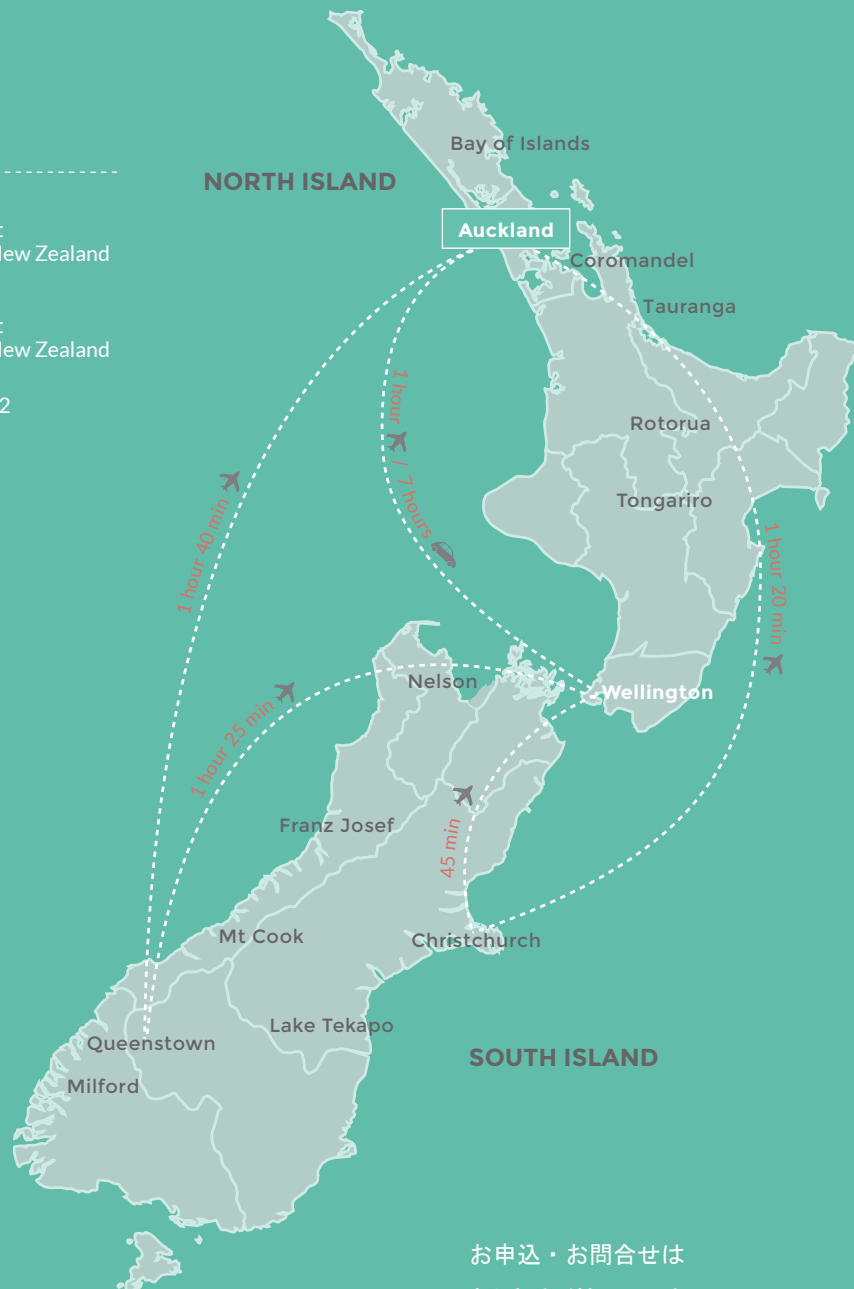 Bay of Islands
NORTH ISLAND
Auckland
New Zealand
Coromandel
Tauranga
New Zealand
1 hour / 7 hours
2
Rotorua
1 hour 40 min
Tongariro
1 hour 20 min
Nelson
Wellington
1 hour 25 min
Franz Josef
45 min
Mt Cook
Christchurch
Lake Tekapo
Queenstown
SOUTH ISLAND
Milford
お申込・お問合せは